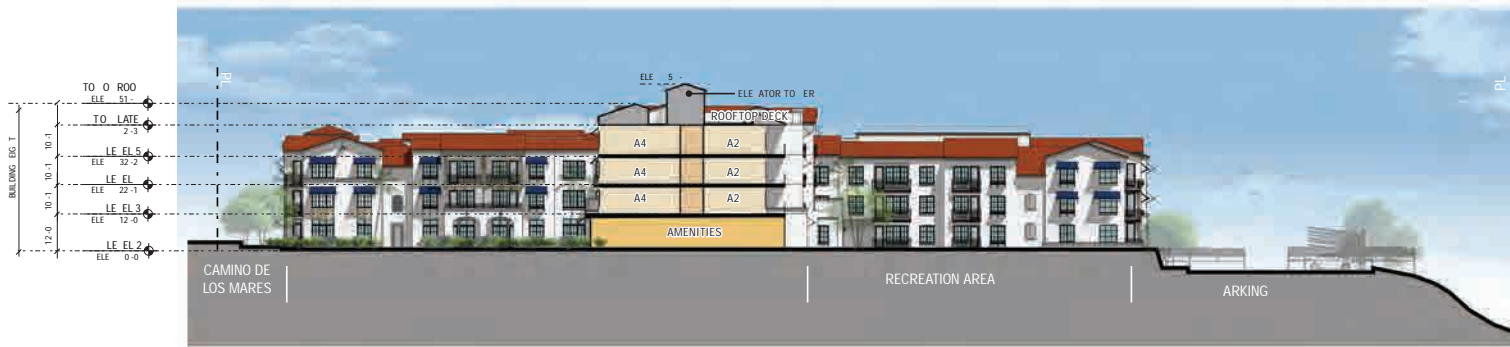 PL
PL
ELE 5 -
ELE ATOR TO ER
TO O ROO
ELE 51-
TO LATE
2-3
LE EL 5
ELE 32-2
LE EL
ELE 22-1
LE EL 3
ELE 12-0
LE EL 2
ELE 0-0
BUILDING EIG T
10-1
10-1
10-1
12-0
ROOFTOP DECK
A4 A2
A4 A2
A4 A2
AMENITIES
CAMINO DE
LOS MARES
RECREATION AREA
ARKING